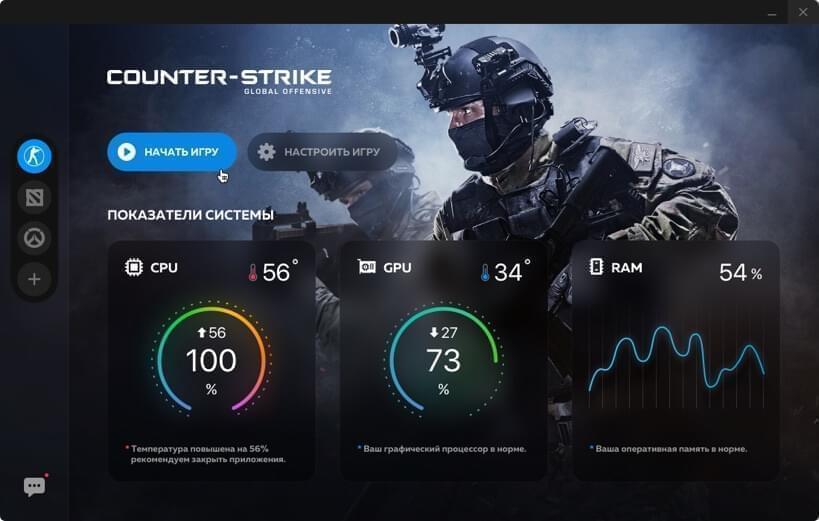 COUNTER-STRIKE
GLOBAL OFFENSIVE
НАЧАТЬ ИГРУ
НАСТРОИТЬ ИГРУ
ПОКАЗАТЕЛИ СИСТЕМЫ
CPU 56°
56
100
%
* Температура повышена на 56%
рекомендуем закрыть приложения.
GPU 34°
27
73
%
* Ваш графический процессор в норме.
RAM 54 %
* Ваша оперативная память в норме.